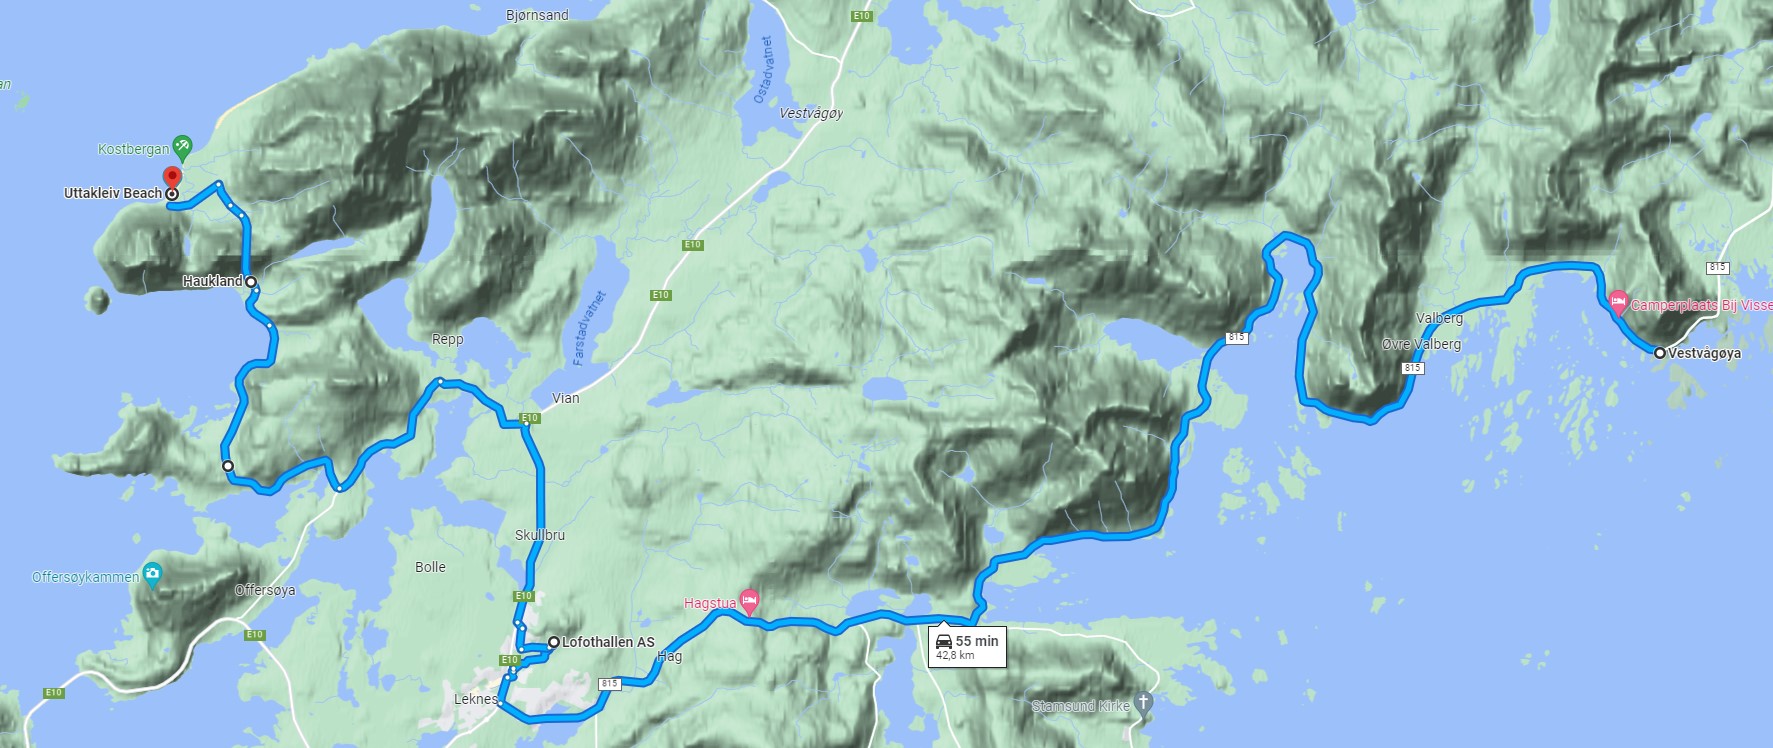 Bjørnsand
E10
an
Ostadvatnet
Vestvågøy
Kostbergan
Uttakleiv Beach
E10
815
Haukland
E10
Camperplaats Bij Visse
Farstadvatnet
Valberg
815
Repp
Øvre Valberg
Vestvågøya
815
Vian
E10
Skullbru
Bolle
Offersøykammen
Offersøya
E10
Hagstua
E10
Lofothallen AS
55 min
42,8 km
Hag
E10
815
E10
Leknes
Stamsund Kirke